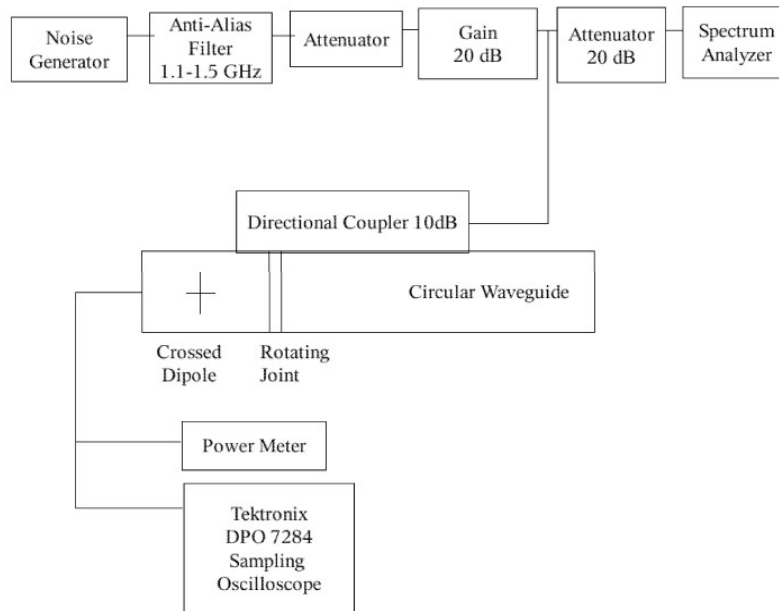 Noise
Generator
Anti-Alias
Filter
1.1-1.5 GHz
Attenuator
Gain
20 dB
Attenuator
20 dB
Spectrum
Analyzer
Directional Coupler 10dB
Circular Waveguide
Crossed
Dipole
Rotating
Joint
Power Meter
Tektronix
DPO 7284
Sampling
Oscilloscope